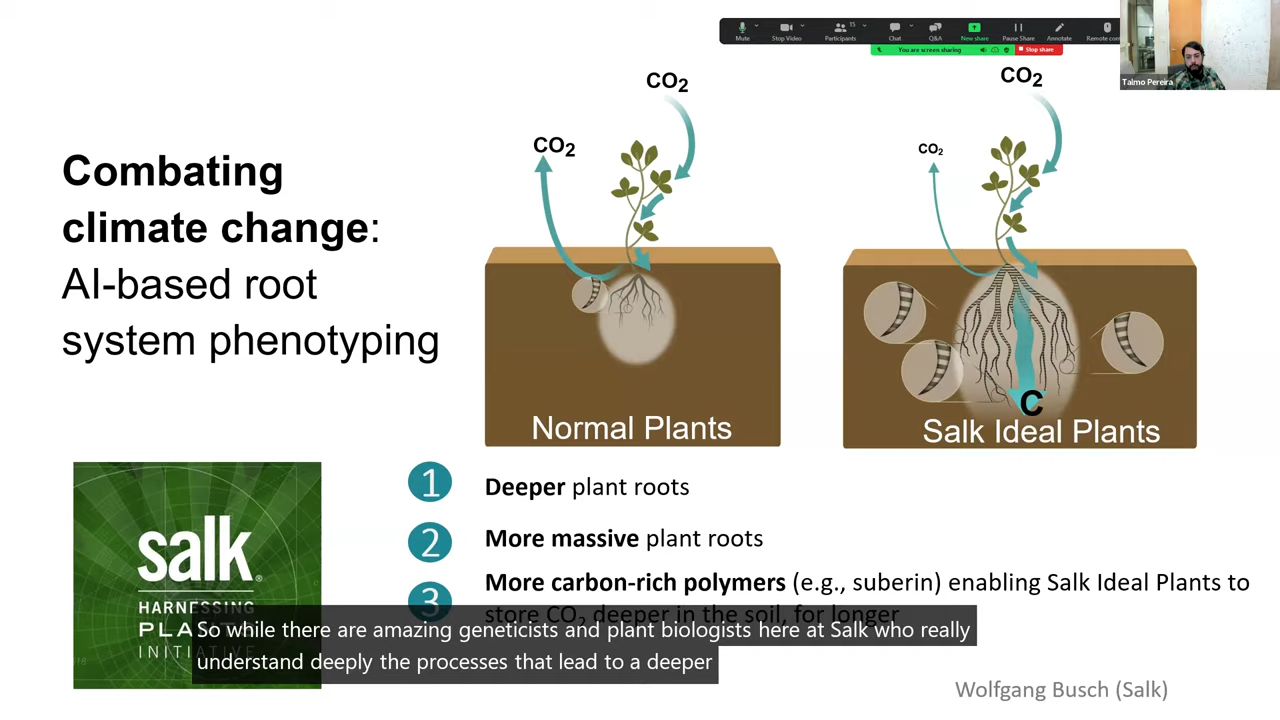 15
Mute
Stop Video
Participants
Chat
Q&A
New share
Pause Share
Annotate
You are screen sharing
Stop share
Talmo Pereira
Combating
climate change:
AI-based root
system phenotyping
CO2
CO2
Normal Plants
CO2
CO2
C
Salk Ideal Plants
1 Deeper plant roots
2 More massive plant roots
3 More carbon-rich polymers (e.g., suberin) enabling Salk Ideal Plants to
store CO2 deeper in the soil, for longer
salk
HARNESSING
INITIATIVE
So while there are amazing geneticists and plant biologists here at Salk who really
understand deeply the processes that lead to a deeper
Wolfgang Busch (Salk)